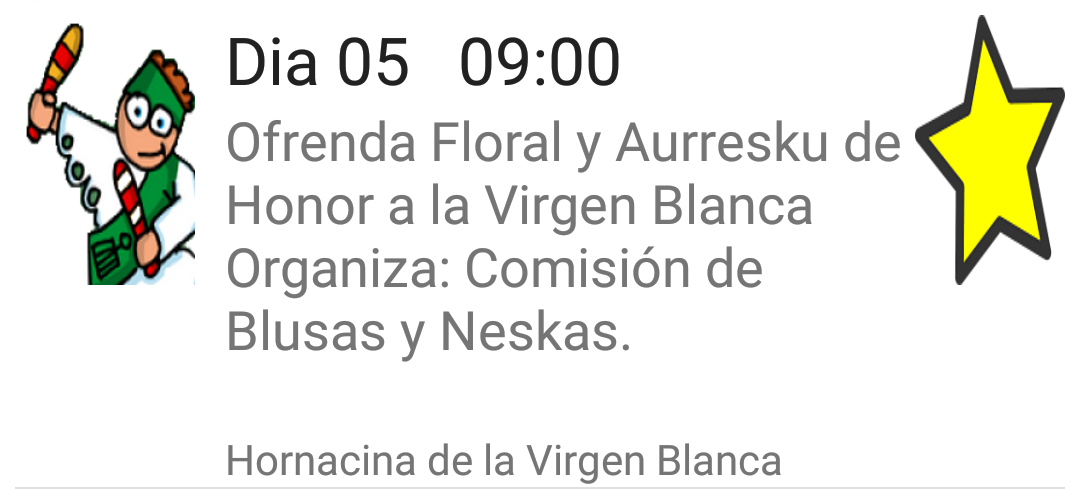 Dia 05 09:00
Ofrenda Floral y Aurresku de
Honor a la Virgen Blanca
Organiza: Comisión de
Blusas y Neskas.
Hornacina de la Virgen Blanca